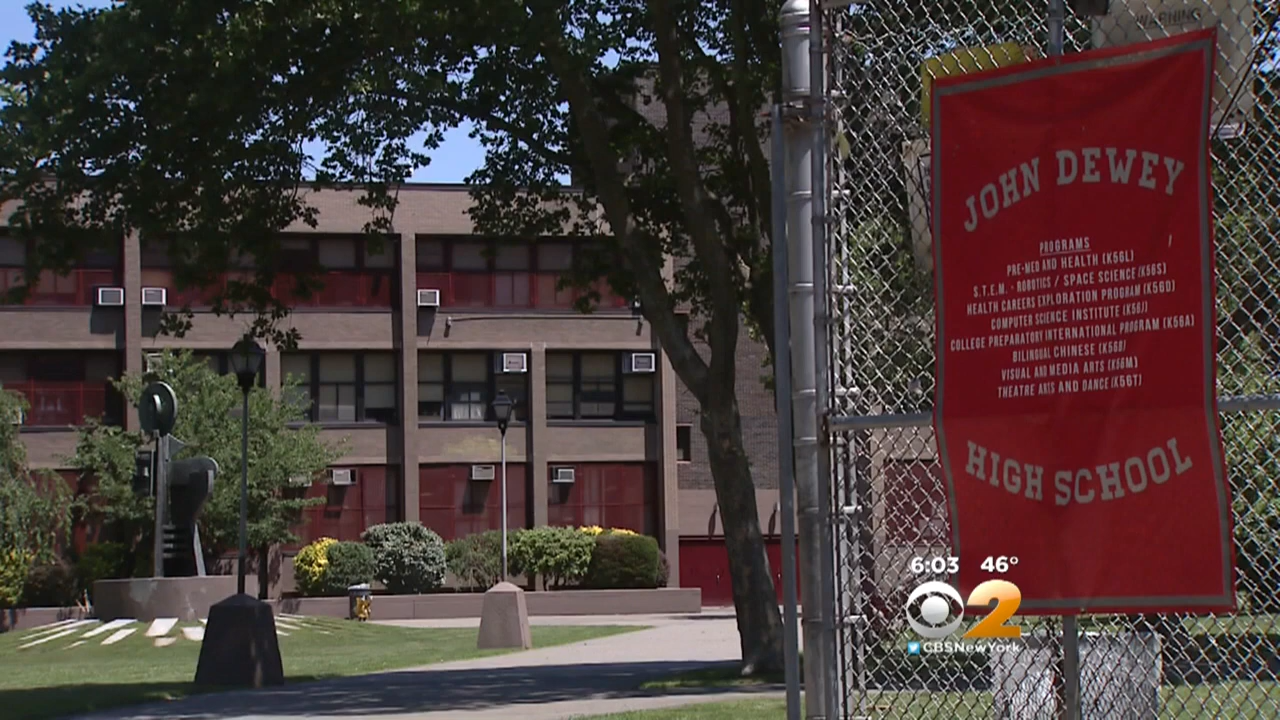 WARNING
JOHN DEWEY
PROGRAMS
PRE-MED AND HEALTH (K56L)
S.T.E.M. - ROBOTICS / SPACE SCIENCE (K56S)
HEALTH CAREERS EXPLORATION PROGRAM (K56D)
COMPUTER SCIENCE INSTITUTE (K56J)
COLLEGE PREPARATORY INTERNATIONAL PROGRAM (K56A)
BILINGUAL CHINESE (K56B)
VISUAL AND MEDIA ARTS (K56M)
THEATRE ARTS AND DANCE (K56T)
HIGH SCHOOL
6:03 46°
2
CBSNewYork